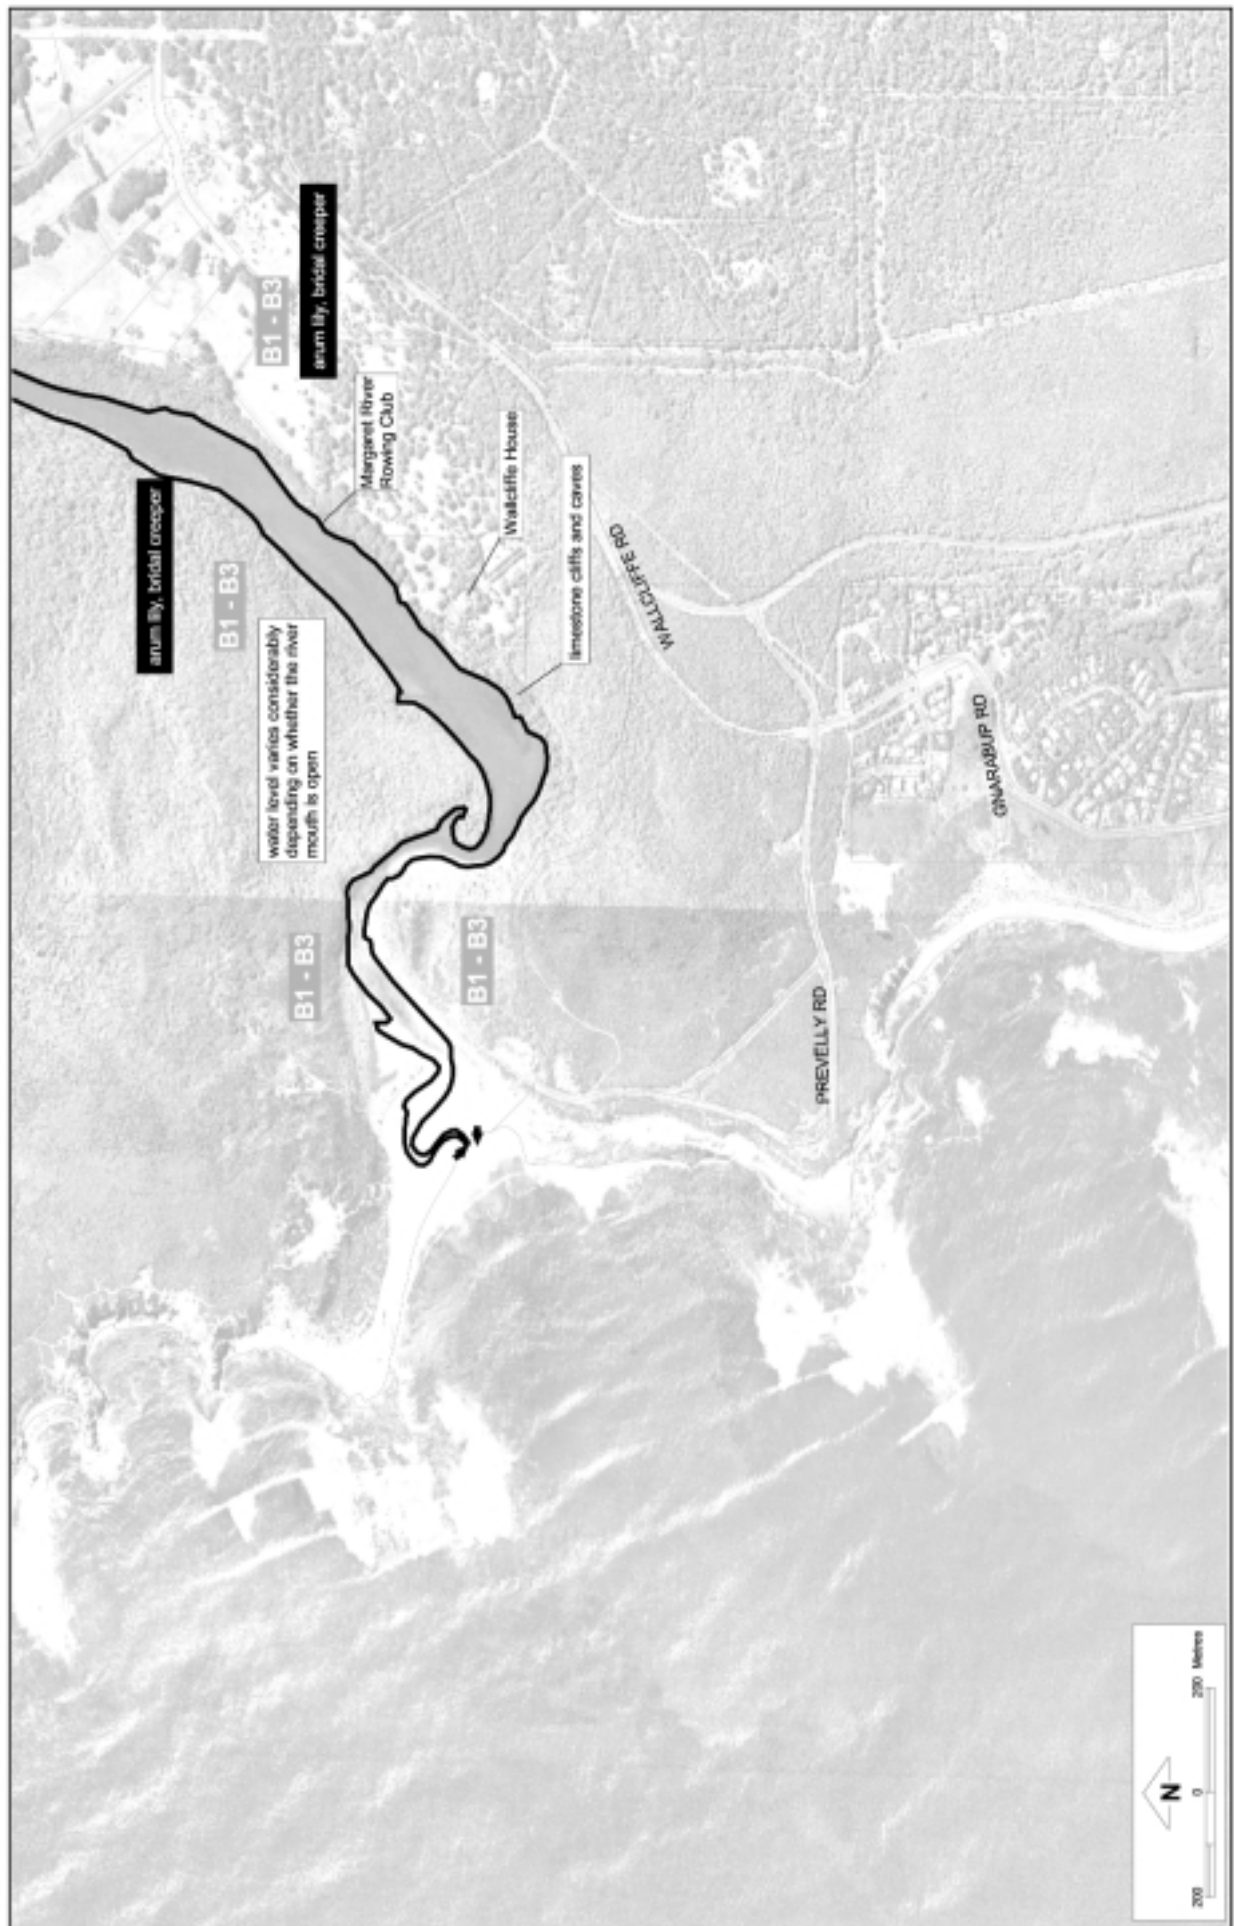 arum lily, bridal creeper
B1 - B3
arum lily, bridal creeper
B1 - B3
water level varies considerably
depending on whether the river
mouth is open
Margaret River
Rowing Club
Wallcliffe House
limestone cliffs and caves
B1 - B3
B1 - B3
WALLCLIFFE RD
GNARABUP RD
PREVELLY RD
N
200 0 200 Metres